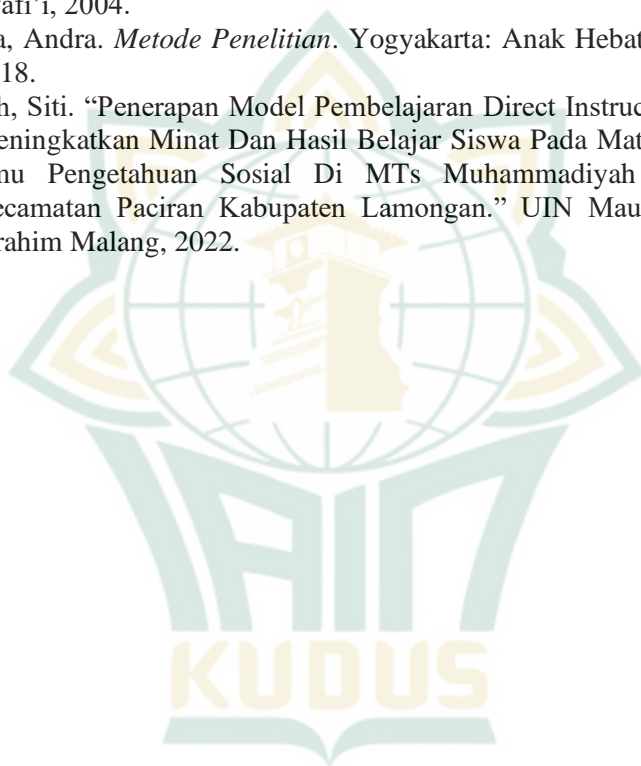 afi’i, 2004.
a, Andra. Metode Penelitian. Yogyakarta: Anak Hebat
18.
h, Siti. “Penerapan Model Pembelajaran Direct Instruc
eningkatkan Minat Dan Hasil Belajar Siswa Pada Mat
mu Pengetahuan Sosial Di MTs Muhammadiyah
ecamatan Paciran Kabupaten Lamongan.” UIN Mau
rahim Malang, 2022.
IAIN
KUDUS